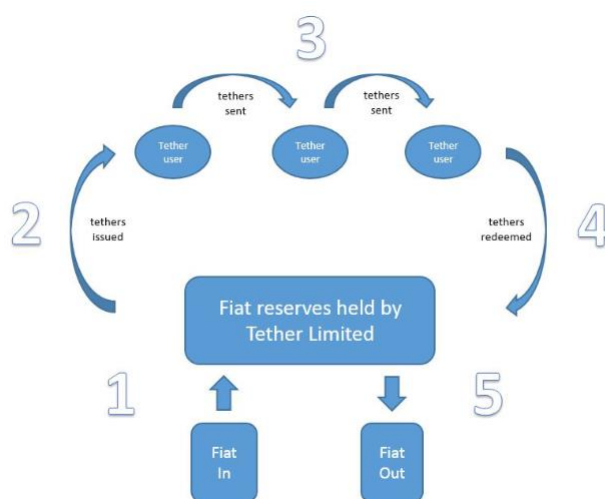 3
tethers
sent
tethers
sent
Tether
user
Tether
user
Tether
user
2
tethers
issued
4
tethers
redeemed
Fiat reserves held by
Tether Limited
1
5
Fiat
In
Fiat
Out